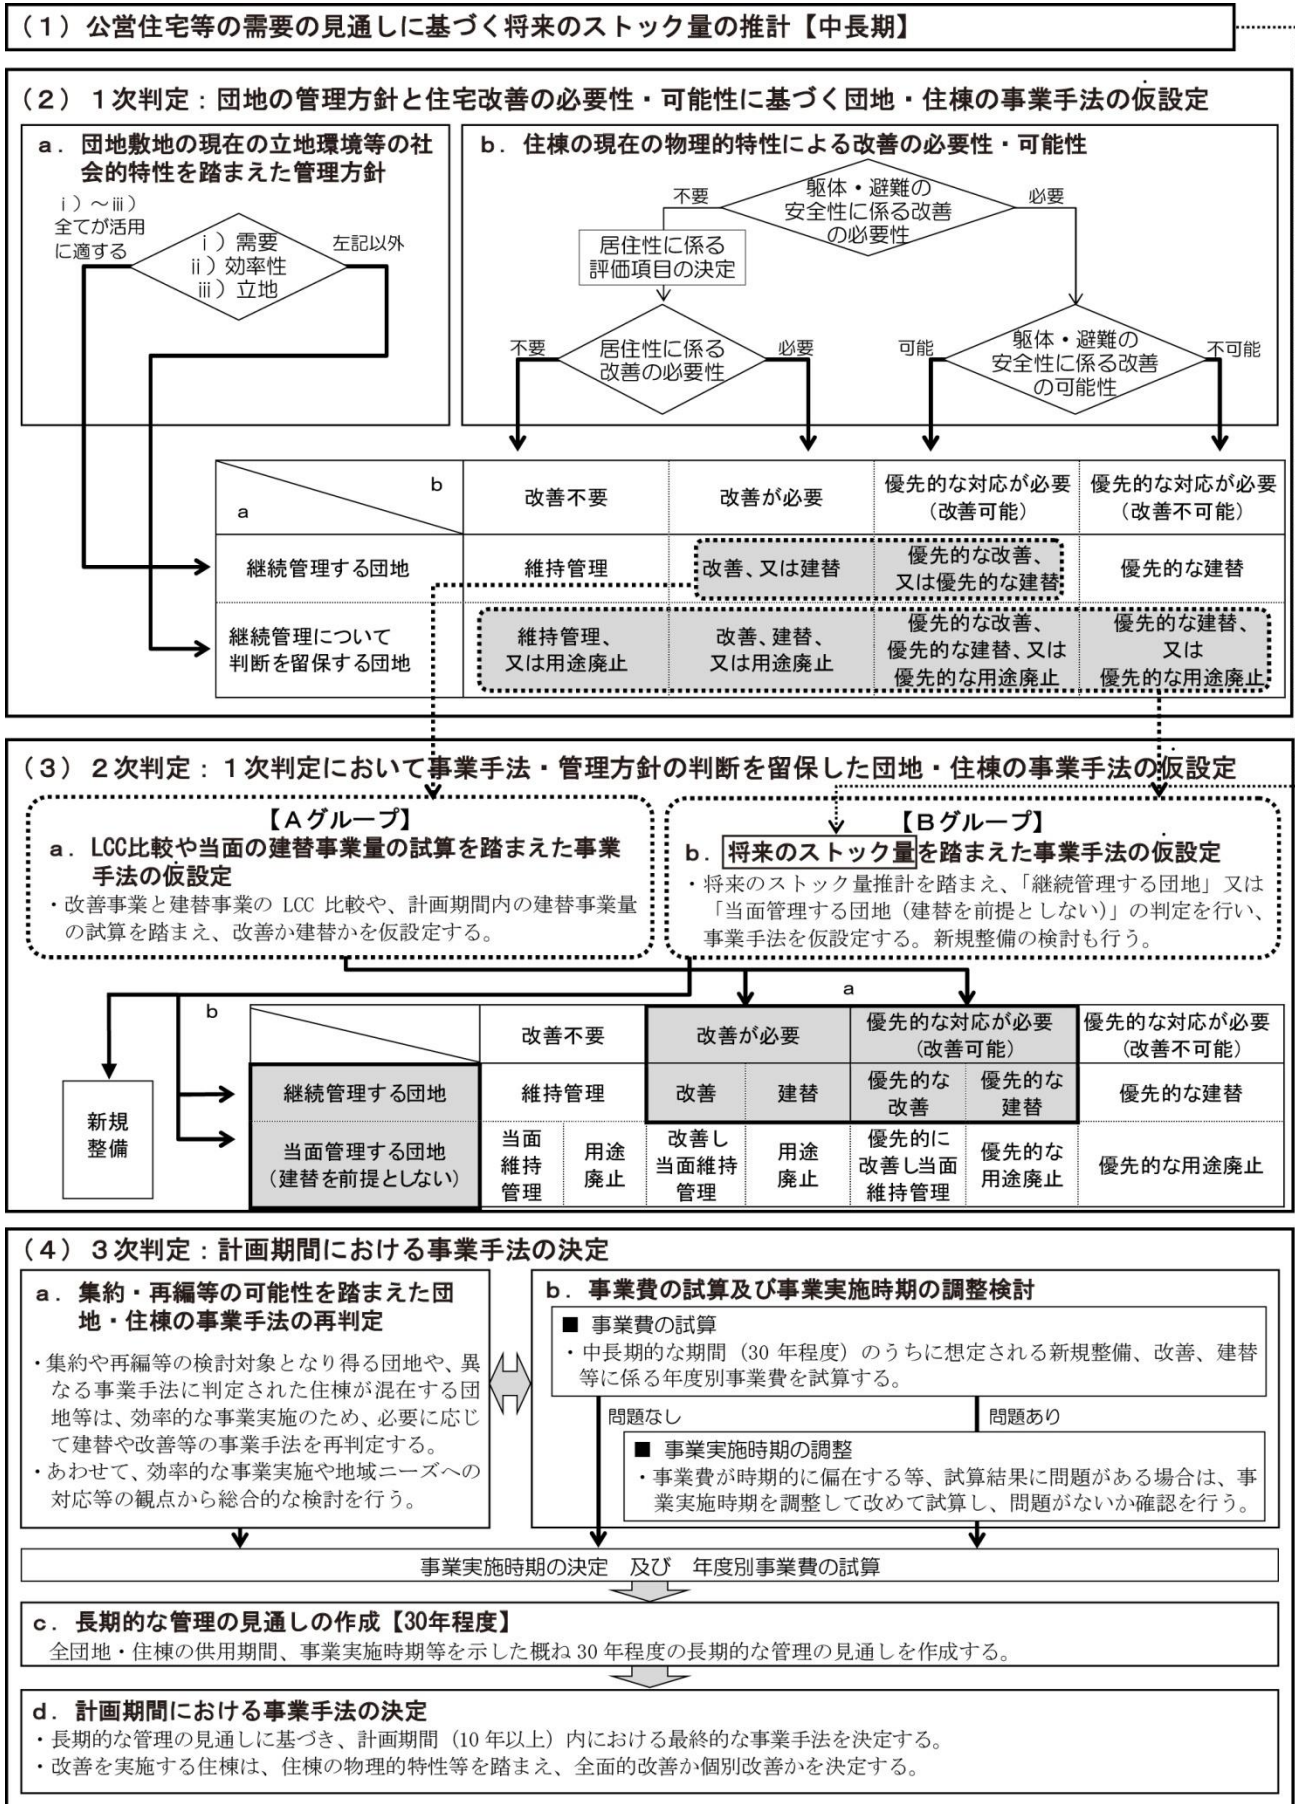 (1) 公営住宅等の需要の見通しに基づく将来のストック量の推計【中長期】
(2) 1次判定：団地の管理方針と住宅改善の必要性・可能性に基づく団地・住棟の事業手法の仮設定
a. 団地敷地の現在の立地環境等の社
会的特性を踏まえた管理方針
ⅰ)～ⅲ)
全てが活用
に適する
ⅰ) 需要
ⅱ) 効率性
ⅲ) 立地
左記以外
b. 住棟の現在の物理的特性による改善の必要性・可能性
不要
躯体・避難の
安全性に係る改善
の必要性
必要
居住性に係る
評価項目の決定
不要
居住性に係る
改善の必要性
必要
可能
躯体・避難の
安全性に係る改善
の可能性
不可能
b
a
改善不要
改善が必要
優先的な対応が必要
(改善可能)
優先的な対応が必要
(改善不可能)
継続管理する団地
維持管理
改善、又は建替
優先的な改善、
又は優先的な建替
優先的な建替
継続管理について
判断を留保する団地
維持管理、
又は用途廃止
改善、建替、
又は用途廃止
優先的な改善、
優先的な建替、又は
優先的な用途廃止
優先的な建替、
又は
優先的な用途廃止
(3) 2次判定：1次判定において事業手法・管理方針の判断を留保した団地・住棟の事業手法の仮設定
【Aグループ】
a. LCC比較や当面の建替事業量の試算を踏まえた事業
手法の仮設定
・改善事業と建替事業の LCC 比較や、計画期間内の建替事業量
の試算を踏まえ、改善か建替かを仮設定する。
【Bグループ】
b. 将来のストック量を踏まえた事業手法の仮設定
・将来のストック量推計を踏まえ、「継続管理する団地」又は
「当面管理する団地（建替を前提としない）」の判定を行い、
事業手法を仮設定する。新規整備の検討も行う。
a
b
新規
整備
改善不要
改善が必要
優先的な対応が必要
(改善可能)
優先的な対応が必要
(改善不可能)
継続管理する団地
維持管理
改善
建替
優先的な
改善
優先的な
建替
優先的な建替
当面管理する団地
(建替を前提としない)
当面
維持
管理
用途
廃止
改善し
当面維持
管理
用途
廃止
優先的に
改善し当面
維持管理
優先的な
用途廃止
優先的な用途廃止
(4) 3次判定：計画期間における事業手法の決定
a. 集約・再編等の可能性を踏まえた団
地・住棟の事業手法の再判定
・集約や再編等の検討対象となり得る団地や、異
なる事業手法に判定された住棟が混在する団
地等は、効率的な事業実施のため、必要に応じ
て建替や改善等の事業手法を再判定する。
・あわせて、効率的な事業実施や地域ニーズへの
対応等の観点から総合的な検討を行う。
b. 事業費の試算及び事業実施時期の調整検討
■ 事業費の試算
・中長期的な期間（30 年程度）のうちに想定される新規整備、改善、建替
等に係る年度別事業費を試算する。
問題なし
問題あり
■ 事業実施時期の調整
・事業費が時期的に偏在する等、試算結果に問題がある場合は、事
業実施時期を調整して改めて試算し、問題がないか確認を行う。
事業実施時期の決定 及び 年度別事業費の試算
c. 長期的な管理の見通しの作成【30年程度】
全団地・住棟の供用期間、事業実施時期等を示した概ね 30 年程度の長期的な管理の見通しを作成する。
d. 計画期間における事業手法の決定
・長期的な管理の見通しに基づき、計画期間（10 年以上）内における最終的な事業手法を決定する。
・改善を実施する住棟は、住棟の物理的特性等を踏まえ、全面的改善か個別改善かを決定する。